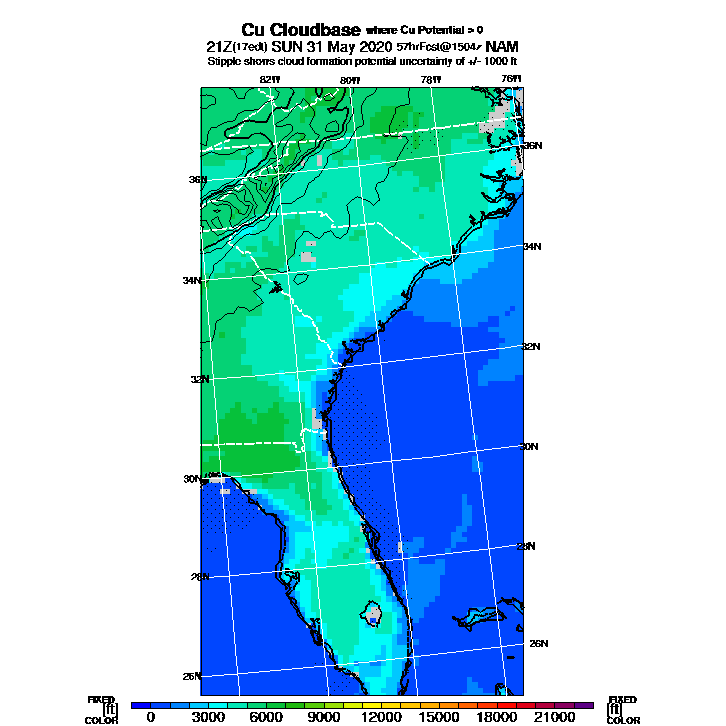 Cu Cloudbase where Cu Potential > 0
21Z(17edt) SUN 31 May 2020 57hrFcst@1504z NAM
Stipple shows cloud formation potential uncertainty of +/- 1000 ft
82W 80W 78W 76W
36N
36N
34N
34N
32N
32N
30N
30N
28N
28N
26N
26N
FIXED FIXED
[ft] [ft]
COLOR COLOR
0 3000 6000 9000 12000 15000 18000 21000